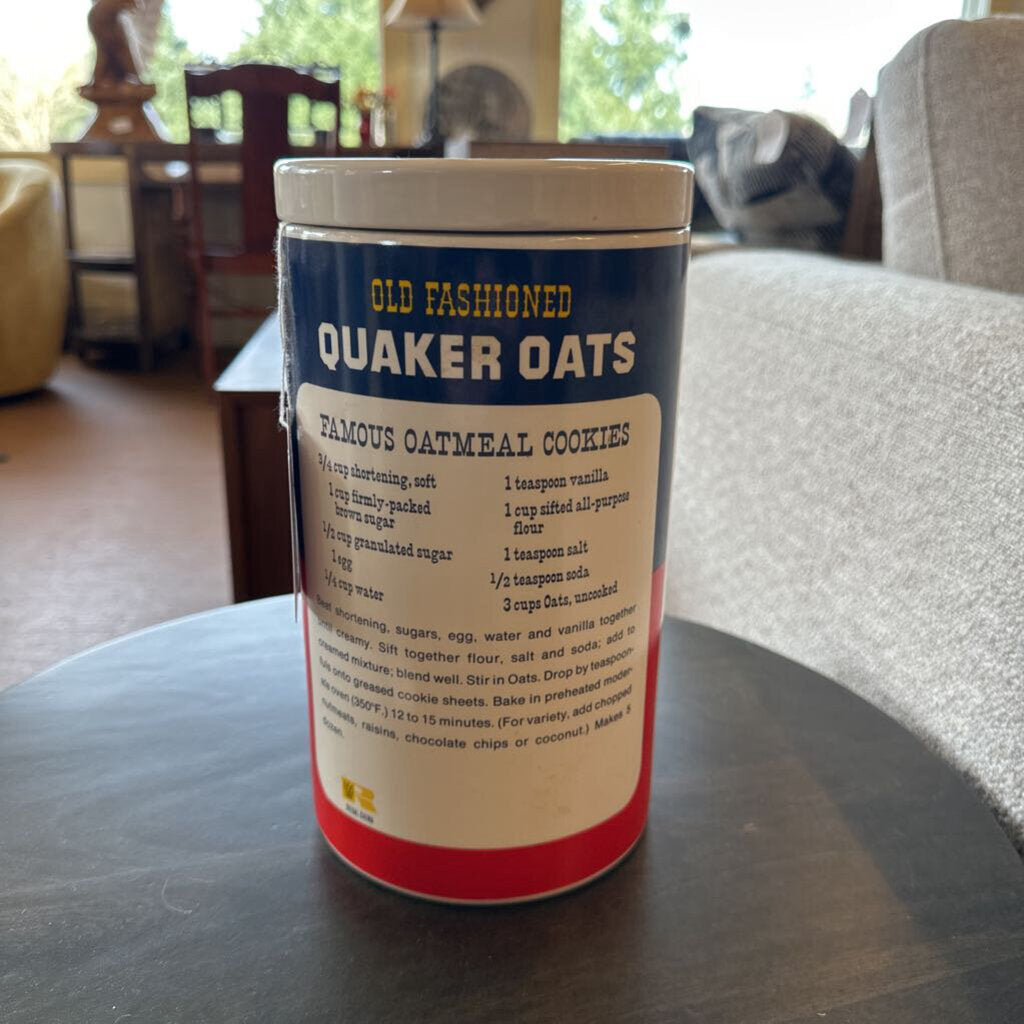 OLD FASHIONED
QUAKER OATS
FAMOUS OATMEAL COOKIES
3/4 cup shortening, soft
1 cup firmly-packed
brown sugar
1/2 cup granulated sugar
1 egg
1/4 cup water
1 teaspoon vanilla
1 cup sifted all-purpose
flour
1 teaspoon salt
1/2 teaspoon soda
3 cups Oats, uncooked
Beat shortening, sugars, egg, water and vanilla together
until creamy. Sift together flour, salt and soda; add to
creamed mixture; blend well. Stir in Oats. Drop by teaspoon-
fuls onto greased cookie sheets. Bake in preheated moder-
ate oven (350°F.) 12 to 15 minutes. (For variety, add chopped
nutmeats, raisins, chocolate chips or coconut.) Makes 5
dozen.